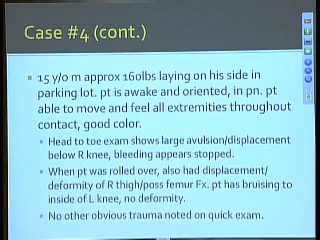 Case #4 (cont.)
15 y/o m approx 160lbs laying on his side in
parking lot. pt is awake and oriented, in pn. pt
able to move and feel all extremities throughout
contact, good color.
Head to toe exam shows large avulsion/displacement
below R knee, bleeding appears stopped.
When pt was rolled over, also had displacement/
deformity of R thigh/poss femur Fx. pt has bruising to
inside of L knee, no deformity.
No other obvious trauma noted on quick exam.